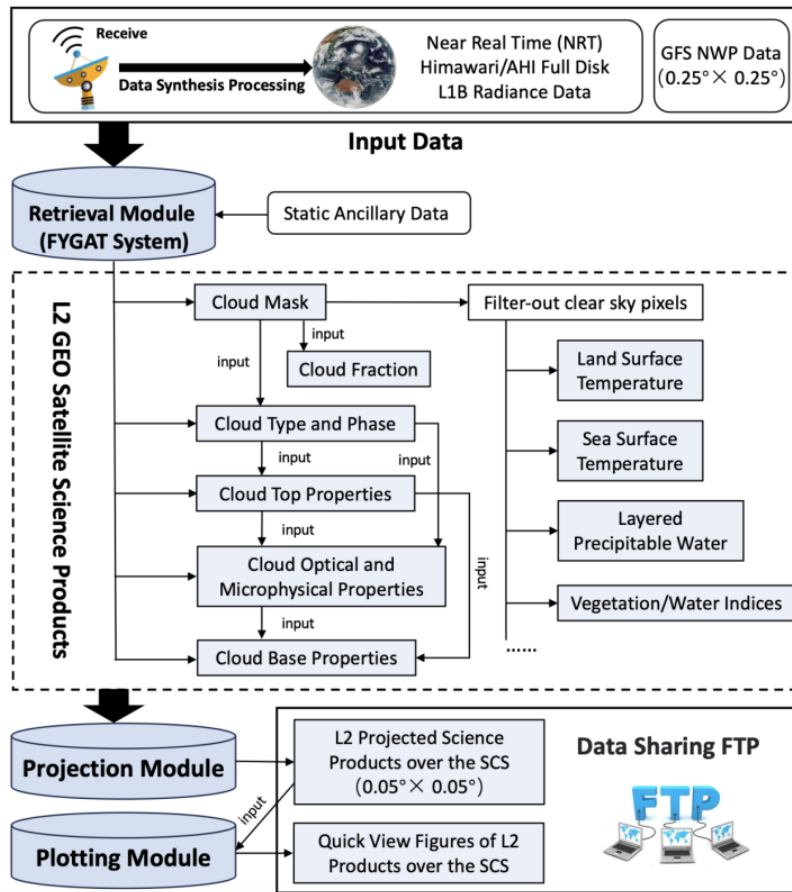 Receive
Data Synthesis Processing
Near Real Time (NRT)
Himawari/AHI Full Disk
L1B Radiance Data
GFS NWP Data
(0.25°× 0.25°)
Input Data
Retrieval Module
(FYGAT System)
Static Ancillary Data
L2 GEO Satellite Science Products
Cloud Mask
Filter-out clear sky pixels
input
input
Cloud Fraction
Land Surface
Temperature
Cloud Type and Phase
input
input
Sea Surface
Temperature
Cloud Top Properties
input
input
Layered
Precipitable Water
Cloud Optical and
Microphysical Properties
input
Vegetation/Water Indices
Cloud Base Properties
......
Projection Module
L2 Projected Science
Products over the SCS
(0.05°× 0.05°)
Data Sharing FTP
FTP
input
Plotting Module
Quick View Figures of L2
Products over the SCS